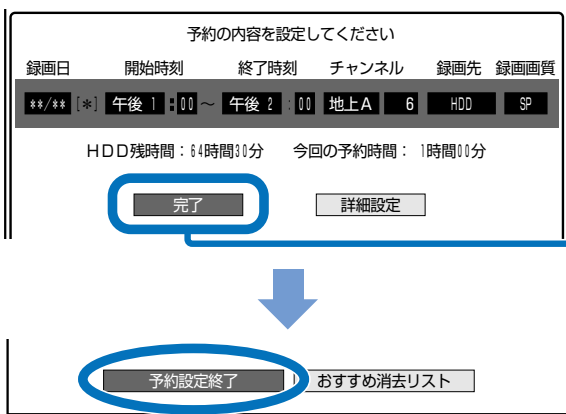 予約の内容を設定してください
録画日 開始時刻 終了時刻 チャンネル 録画先 録画画質
**/** [*] 午後 1:00 ～ 午後 2:00 地上A 6 HDD SP
HDD残時間：64時間30分 今回の予約時間： 1時間00分
完了 詳細設定
予約設定終了 おすすめ消去リスト